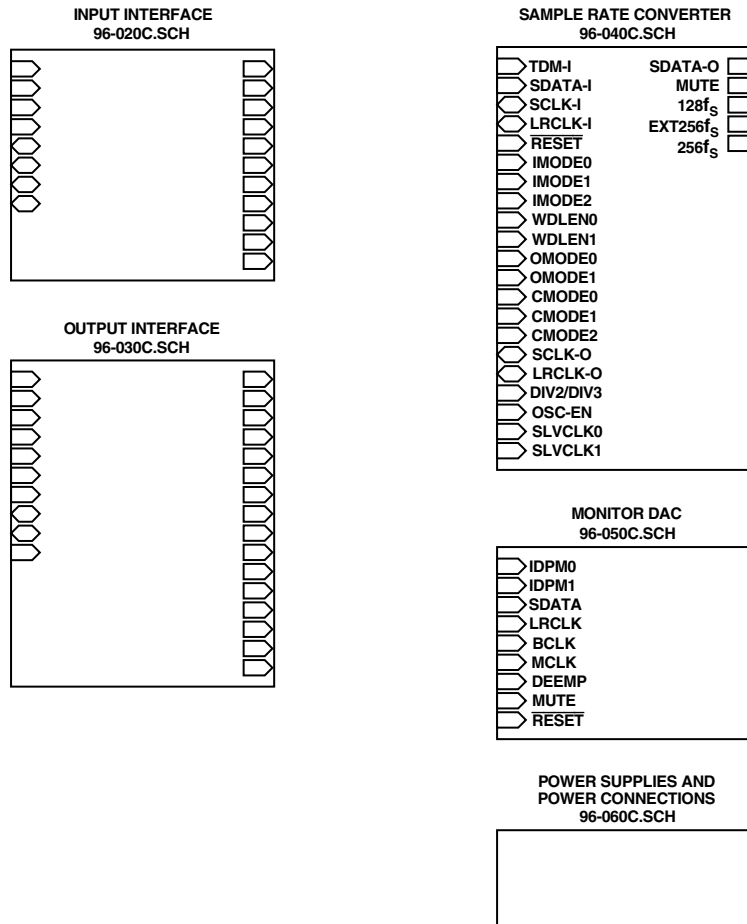 INPUT INTERFACE
96-020C.SCH
OUTPUT INTERFACE
96-030C.SCH
SAMPLE RATE CONVERTER
96-040C.SCH
TDM-I SDATA-O
SDATA-I MUTE
SCLK-I 128fS
LRCLK-I EXT256fS
RESET 256fS
IMODE0
IMODE1
IMODE2
WDLEN0
WDLEN1
OMODE0
OMODE1
CMODE0
CMODE1
CMODE2
SCLK-O
LRCLK-O
DIV2/DIV3
OSC-EN
SLVCLK0
SLVCLK1
MONITOR DAC
96-050C.SCH
IDPM0
IDPM1
SDATA
LRCLK
BCLK
MCLK
DEEMP
MUTE
RESET
POWER SUPPLIES AND
POWER CONNECTIONS
96-060C.SCH